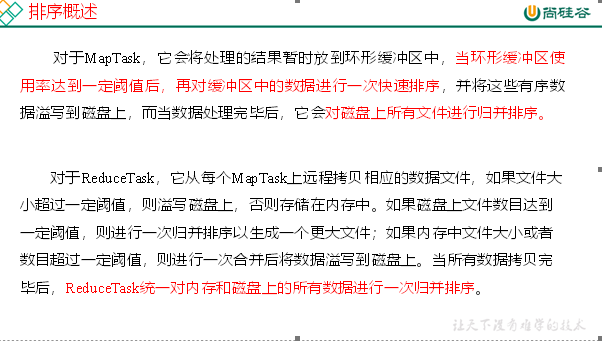 排序概述
尚硅谷
对于MapTask，它会将处理的结果暂时放到环形缓冲区中，当环形缓冲区使
用率达到一定阈值后，再对缓冲区中的数据进行一次快速排序，并将这些有序数
据溢写到磁盘上，而当数据处理完毕后，它会对磁盘上所有文件进行归并排序。
对于ReduceTask，它从每个MapTask上远程拷贝相应的数据文件，如果文件大
小超过一定阈值，则溢写磁盘上，否则存储在内存中。如果磁盘上文件数目达到
一定阈值，则进行一次归并排序以生成一个更大文件；如果内存中文件大小或者
数目超过一定阈值，则进行一次合并后将数据溢写到磁盘上。当所有数据拷贝完
毕后，ReduceTask统一对内存和磁盘上的所有数据进行一次归并排序。
让天下没有难学的技术